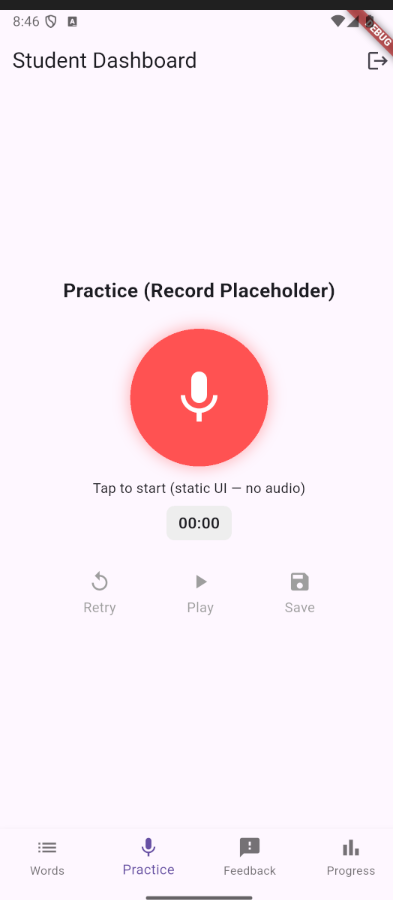 8:46
DEBUG
Student Dashboard
Practice (Record Placeholder)
Tap to start (static UI — no audio)
00:00
Retry Play Save
Words Practice Feedback Progress